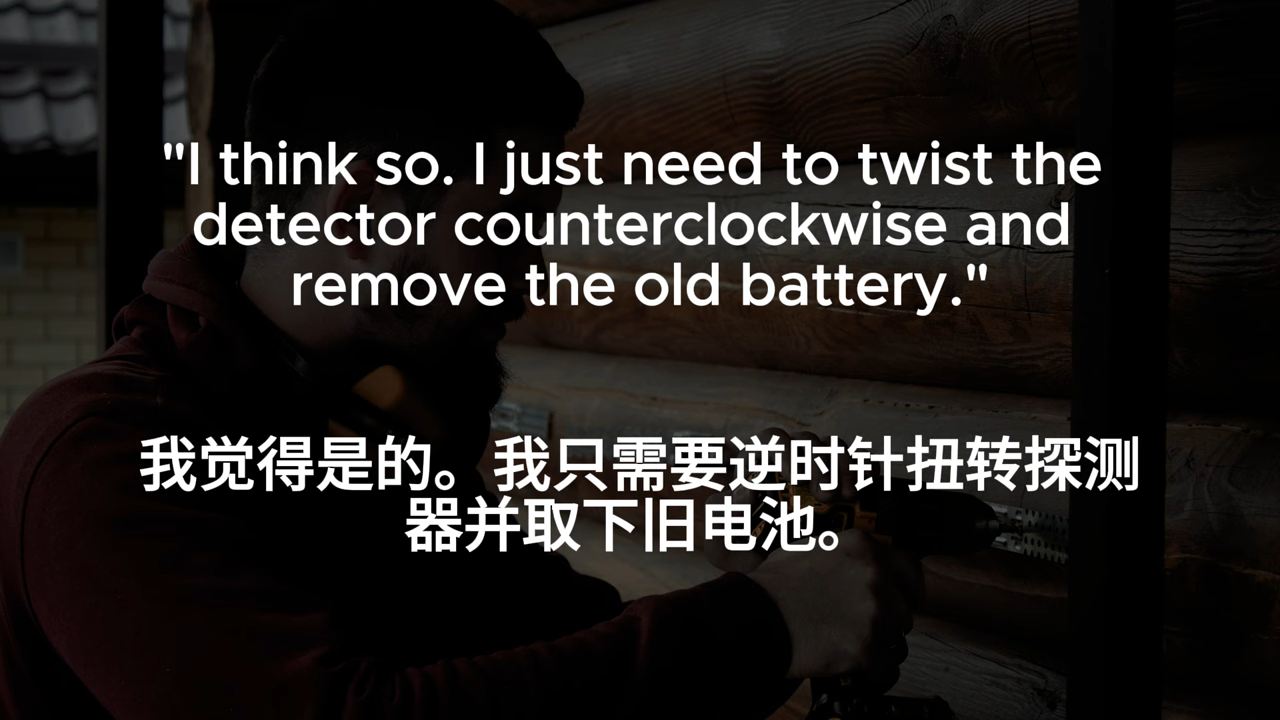 "I think so. I just need to twist the
detector counterclockwise and
remove the old battery."
我觉得是的。我只需要逆时针扭转探测
器并取下旧电池。